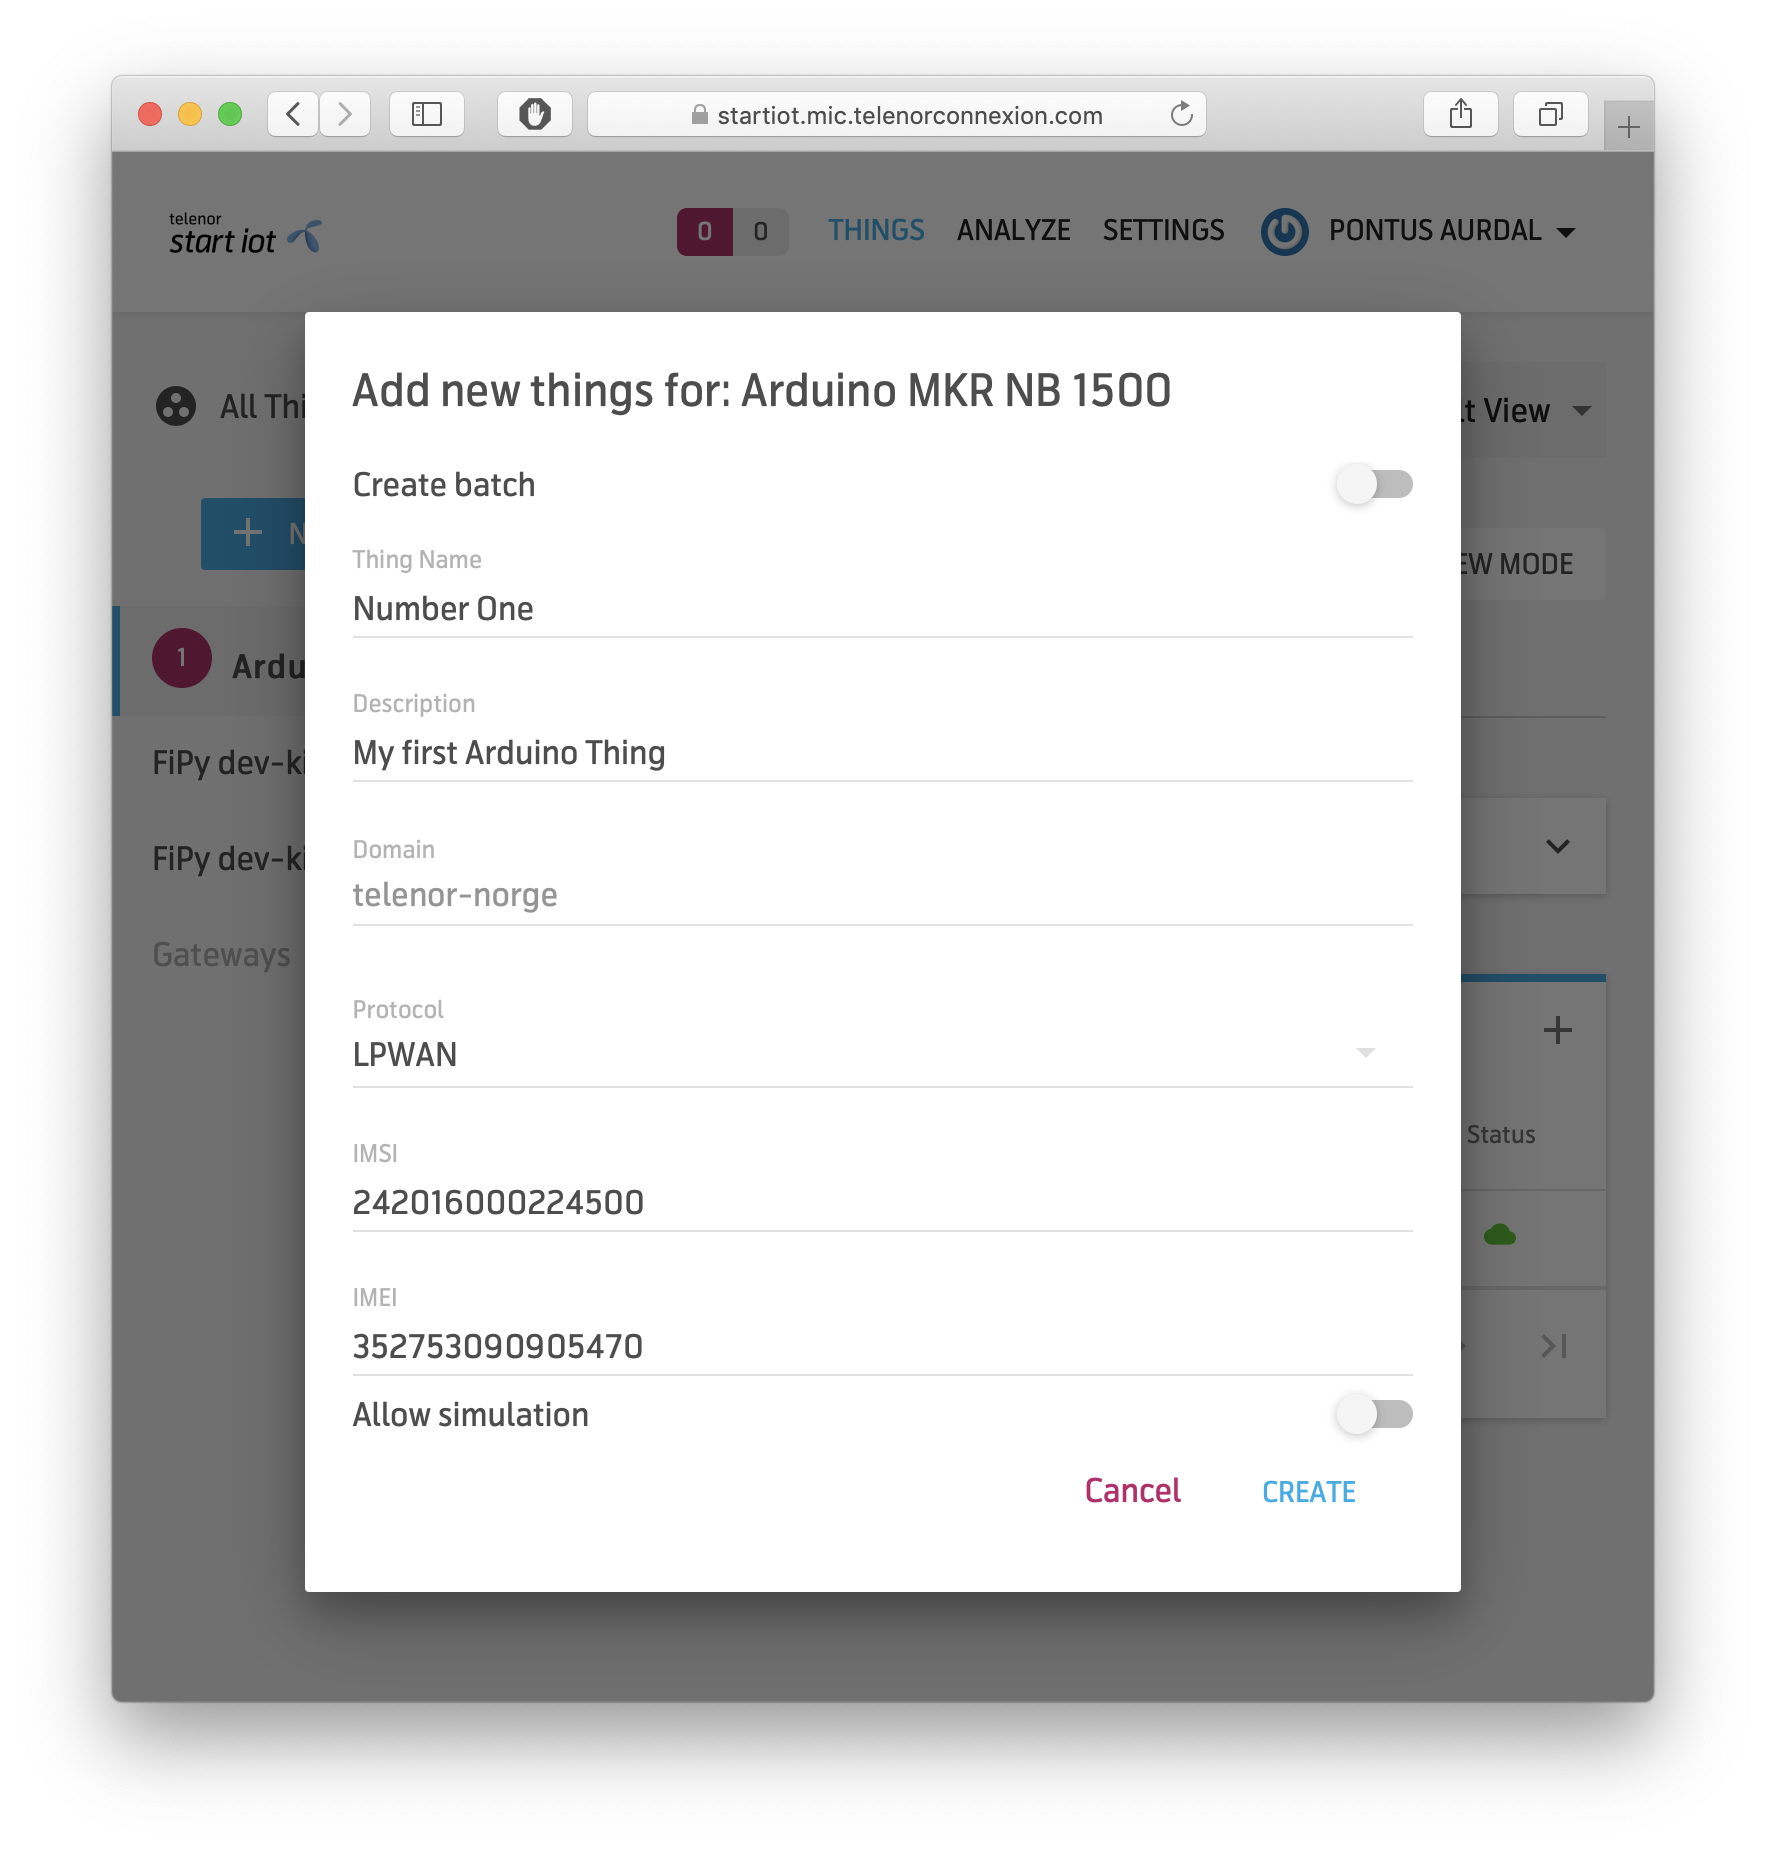 startiot.mic.telenorconnexion.com
telenor
start iot
0 0 THINGS ANALYZE SETTINGS PONTUS AURDAL
All Thi
t View
N
EW MODE
1 Ardu
FiPy dev-ki
FiPy dev-ki
Gateways
Status
Add new things for: Arduino MKR NB 1500
Create batch
Thing Name
Number One
Description
My first Arduino Thing
Domain
telenor-norge
Protocol
LPWAN
IMSI
242016000224500
IMEI
352753090905470
Allow simulation
Cancel CREATE